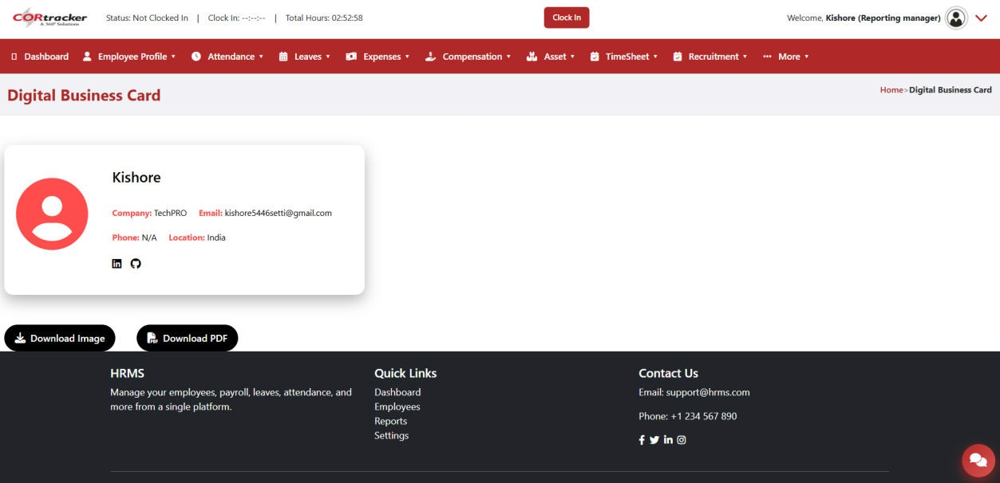 CORtracker
A 360° Solutions
Status: Not Clocked In | Clock In: --:--:-- | Total Hours: 02:52:58
Clock In
Welcome, Kishore (Reporting manager)
Dashboard Employee Profile Attendance Leaves Expenses Compensation Asset TimeSheet Recruitment More
Digital Business Card
Home>Digital Business Card
Kishore
Company: TechPRO Email: kishore5446setti@gmail.com
Phone: N/A Location: India
Download Image
Download PDF
HRMS
Manage your employees, payroll, leaves, attendance, and
more from a single platform.
Quick Links
Dashboard
Employees
Reports
Settings
Contact Us
Email: support@hrms.com
Phone: +1 234 567 890